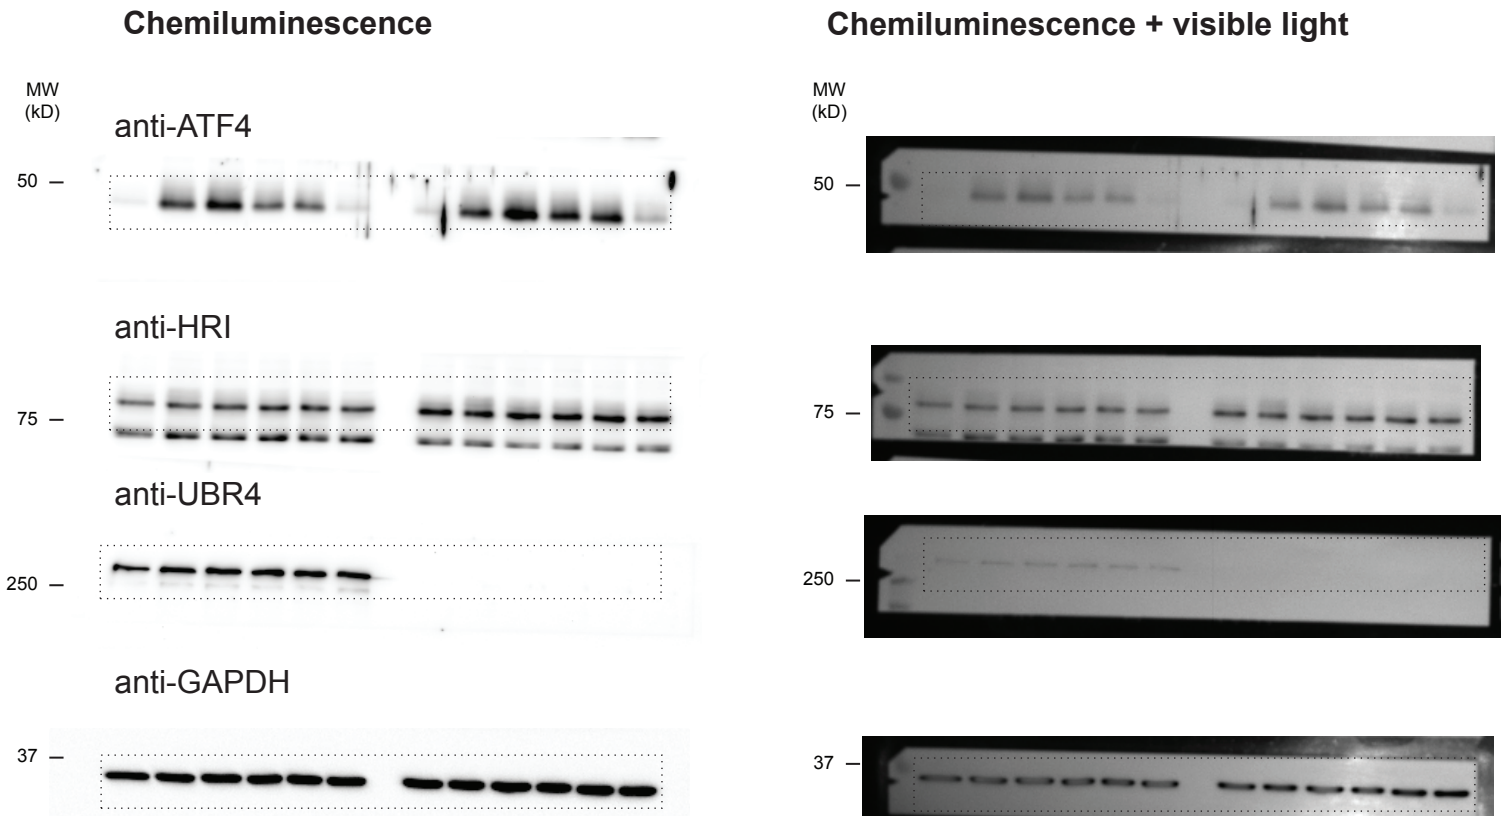 Chemiluminescence
Chemiluminescence + visible light
MW
(kD)
MW
(kD)
anti-ATF4
50
50
anti-HRI
75
75
anti-UBR4
250
250
anti-GAPDH
37
37